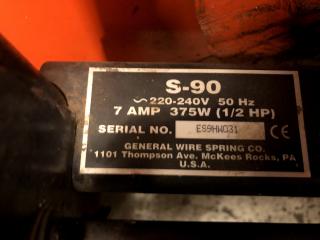 S-90
~220-240V 50 Hz
7 AMP 375W (1/2 HP)
SERIAL NO. ES9HW031 CE
GENERAL WIRE SPRING CO.
1101 Thompson Ave. McKees Rocks, PA
U.S.A.